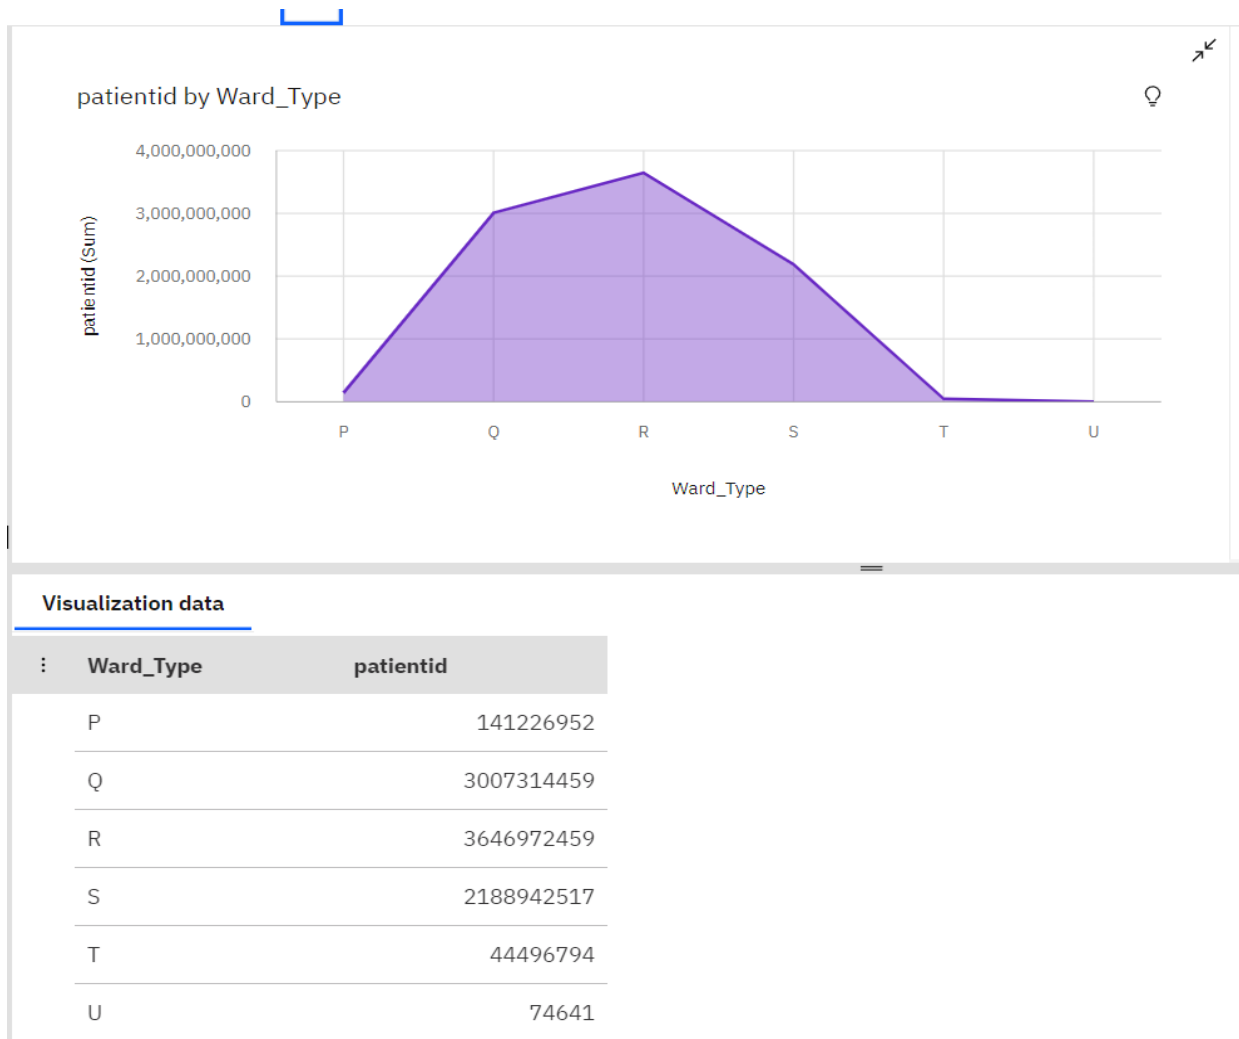 patientid by Ward_Type
4,000,000,000
3,000,000,000
2,000,000,000
1,000,000,000
0
patientid (Sum)
P Q R S T U
Ward_Type
Visualization data
Ward_Type patientid
P 141226952
Q 3007314459
R 3646972459
S 2188942517
T 44496794
U 74641